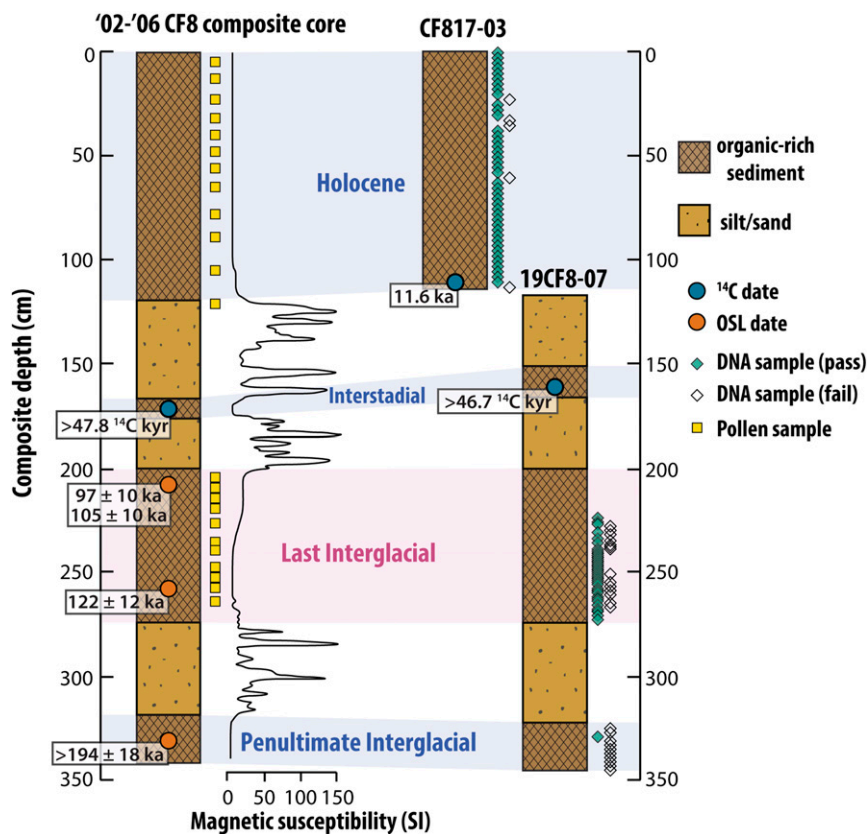 '02-'06 CF8 composite core
CF817-03
0
50
100
150
200
250
300
350
Composite depth (cm)
Holocene
11.6 ka
19CF8-07
Interstadial
>47.8 ¹⁴C kyr
>46.7 ¹⁴C kyr
97 ± 10 ka
105 ± 10 ka
Last Interglacial
122 ± 12 ka
Penultimate Interglacial
>194 ± 18 ka
0 50 100 150
Magnetic susceptibility (SI)
0
50
100
150
200
250
300
350
organic-rich
sediment
silt/sand
¹⁴C date
OSL date
DNA sample (pass)
DNA sample (fail)
Pollen sample